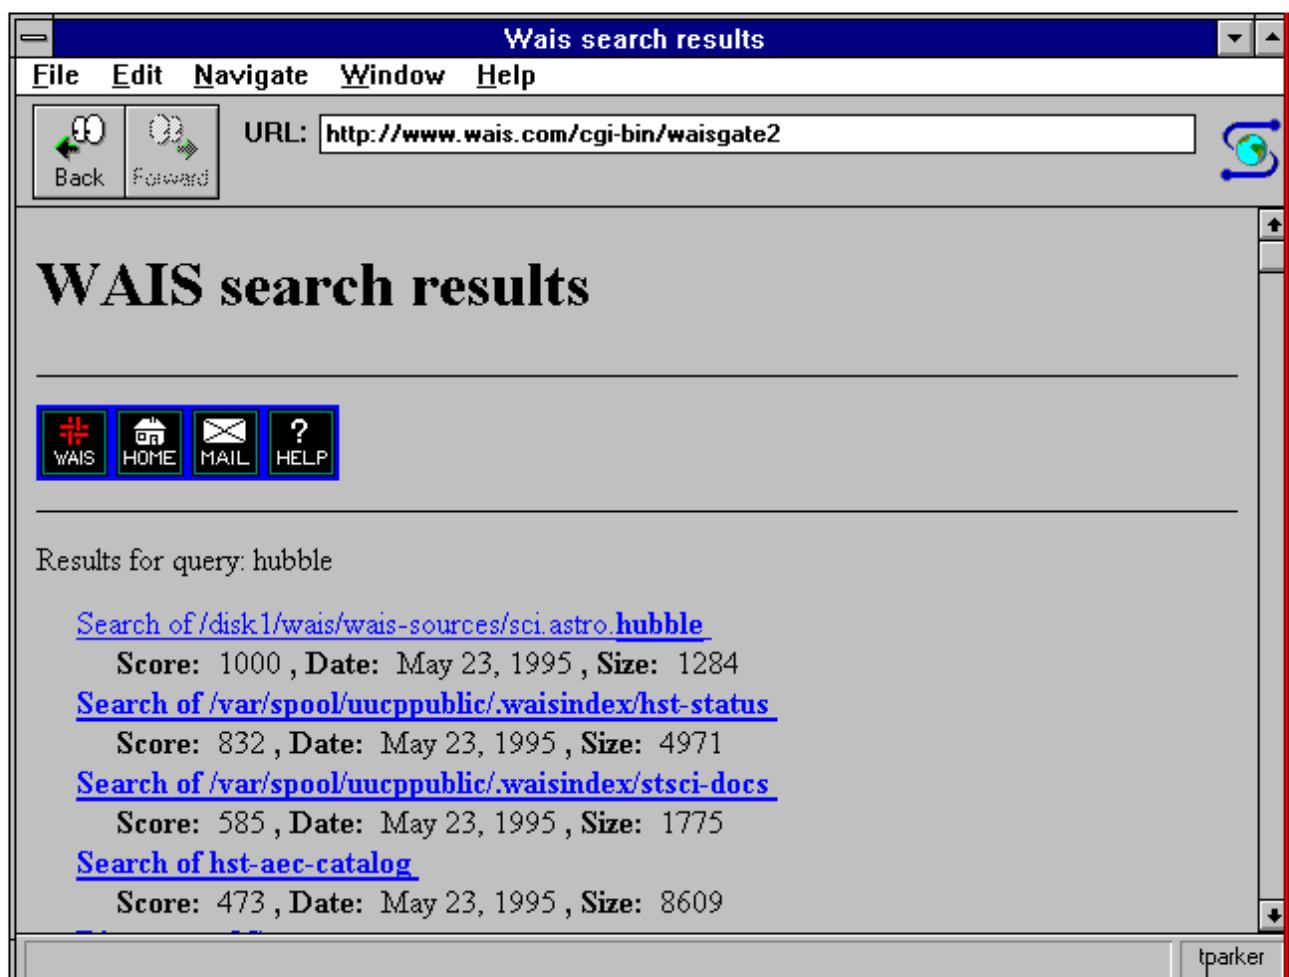 Wais search results
File Edit Navigate Window Help
Back Forward URL: http://www.wais.com/cgi-bin/waisgate2
WAIS search results
WAIS HOME MAIL ? HELP
Results for query: hubble
Search of /disk1/wais/wais-sources/sci.astro.hubble
Score: 1000 , Date: May 23, 1995 , Size: 1284
Search of /var/spool/uucppublic/.waisindex/hst-status
Score: 832 , Date: May 23, 1995 , Size: 4971
Search of /var/spool/uucppublic/.waisindex/stsci-docs
Score: 585 , Date: May 23, 1995 , Size: 1775
Search of hst-aec-catalog
Score: 473 , Date: May 23, 1995 , Size: 8609
tparker